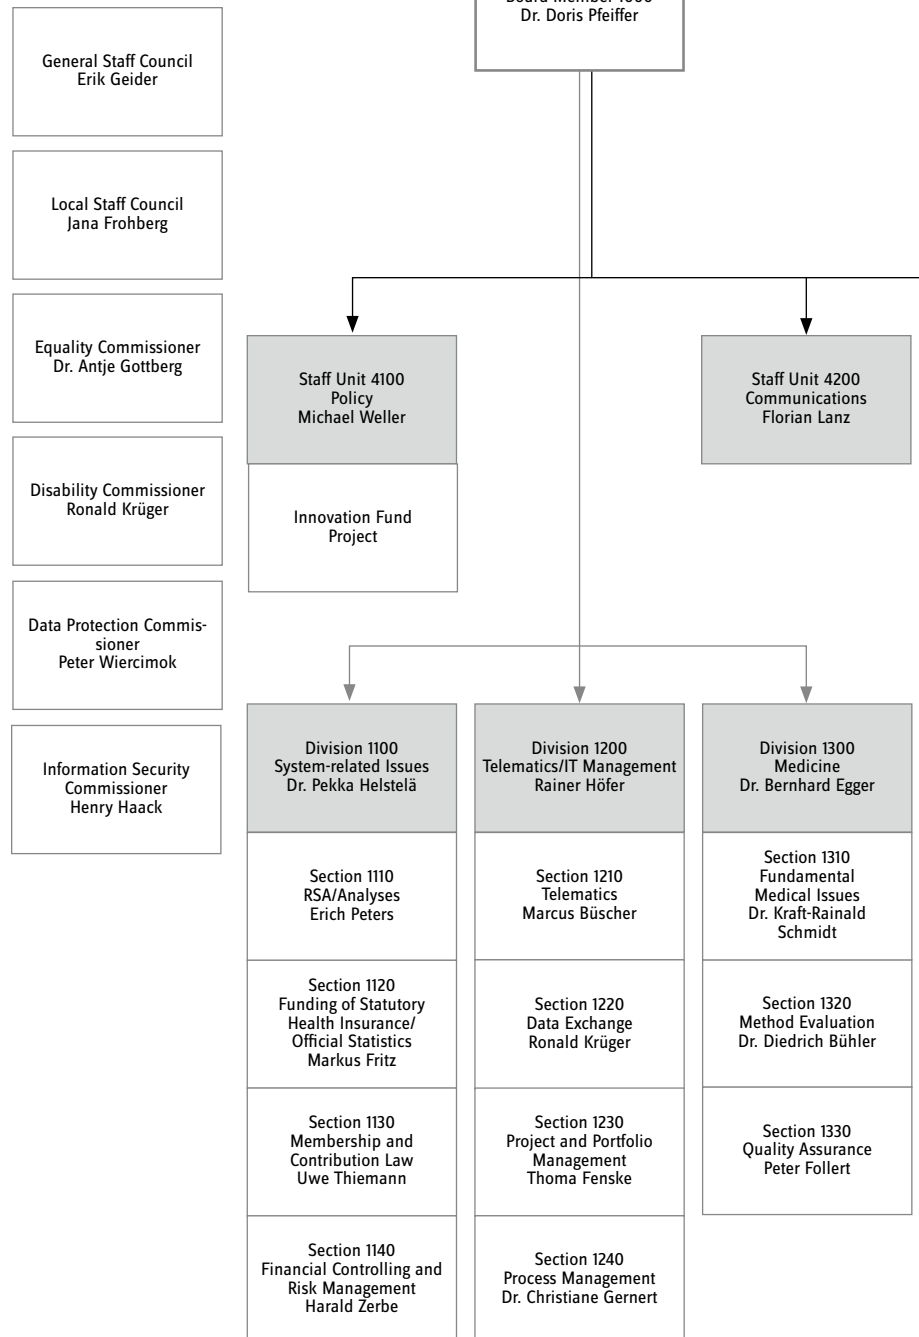 Board Member 1000
Dr. Doris Pfeiffer
General Staff Council
Erik Geider
Local Staff Council
Jana Frohberg
Equality Commissioner
Dr. Antje Gottberg
Disability Commissioner
Ronald Krüger
Data Protection Commis-
sioner
Peter Wiercimok
Information Security
Commissioner
Henry Haack
Staff Unit 4100
Policy
Michael Weller
Innovation Fund
Project
Staff Unit 4200
Communications
Florian Lanz
Division 1100
System-related Issues
Dr. Pekka Helstelä
Section 1110
RSA/Analyses
Erich Peters
Section 1120
Funding of Statutory
Health Insurance/
Official Statistics
Markus Fritz
Section 1130
Membership and
Contribution Law
Uwe Thiemann
Section 1140
Financial Controlling and
Risk Management
Harald Zerbe
Division 1200
Telematics/IT Management
Rainer Höfer
Section 1210
Telematics
Marcus Büscher
Section 1220
Data Exchange
Ronald Krüger
Section 1230
Project and Portfolio
Management
Thoma Fenske
Section 1240
Process Management
Dr. Christiane Gernert
Division 1300
Medicine
Dr. Bernhard Egger
Section 1310
Fundamental
Medical Issues
Dr. Kraft-Rainald
Schmidt
Section 1320
Method Evaluation
Dr. Diedrich Bühler
Section 1330
Quality Assurance
Peter Follert